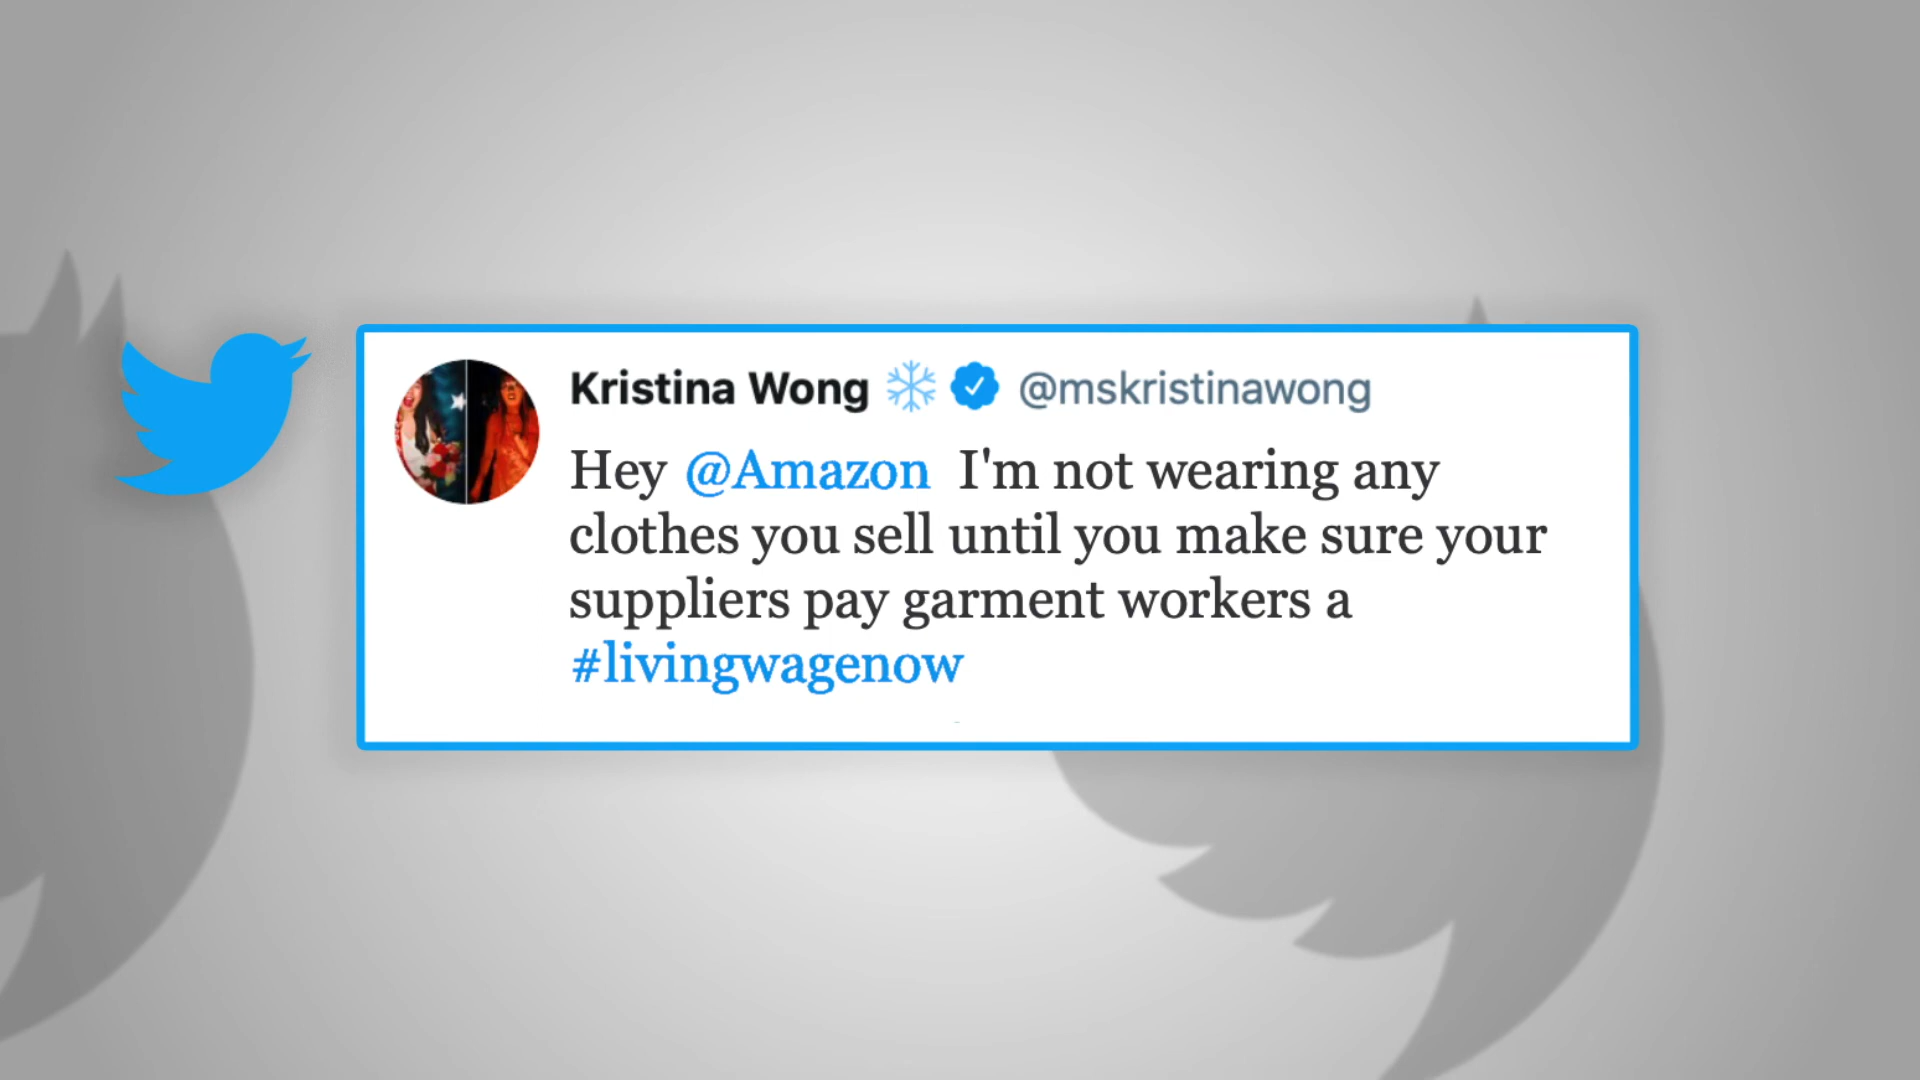 Kristina Wong ❄️ @mskristinawong
Hey @Amazon I'm not wearing any
clothes you sell until you make sure your
suppliers pay garment workers a
#livingwagenow